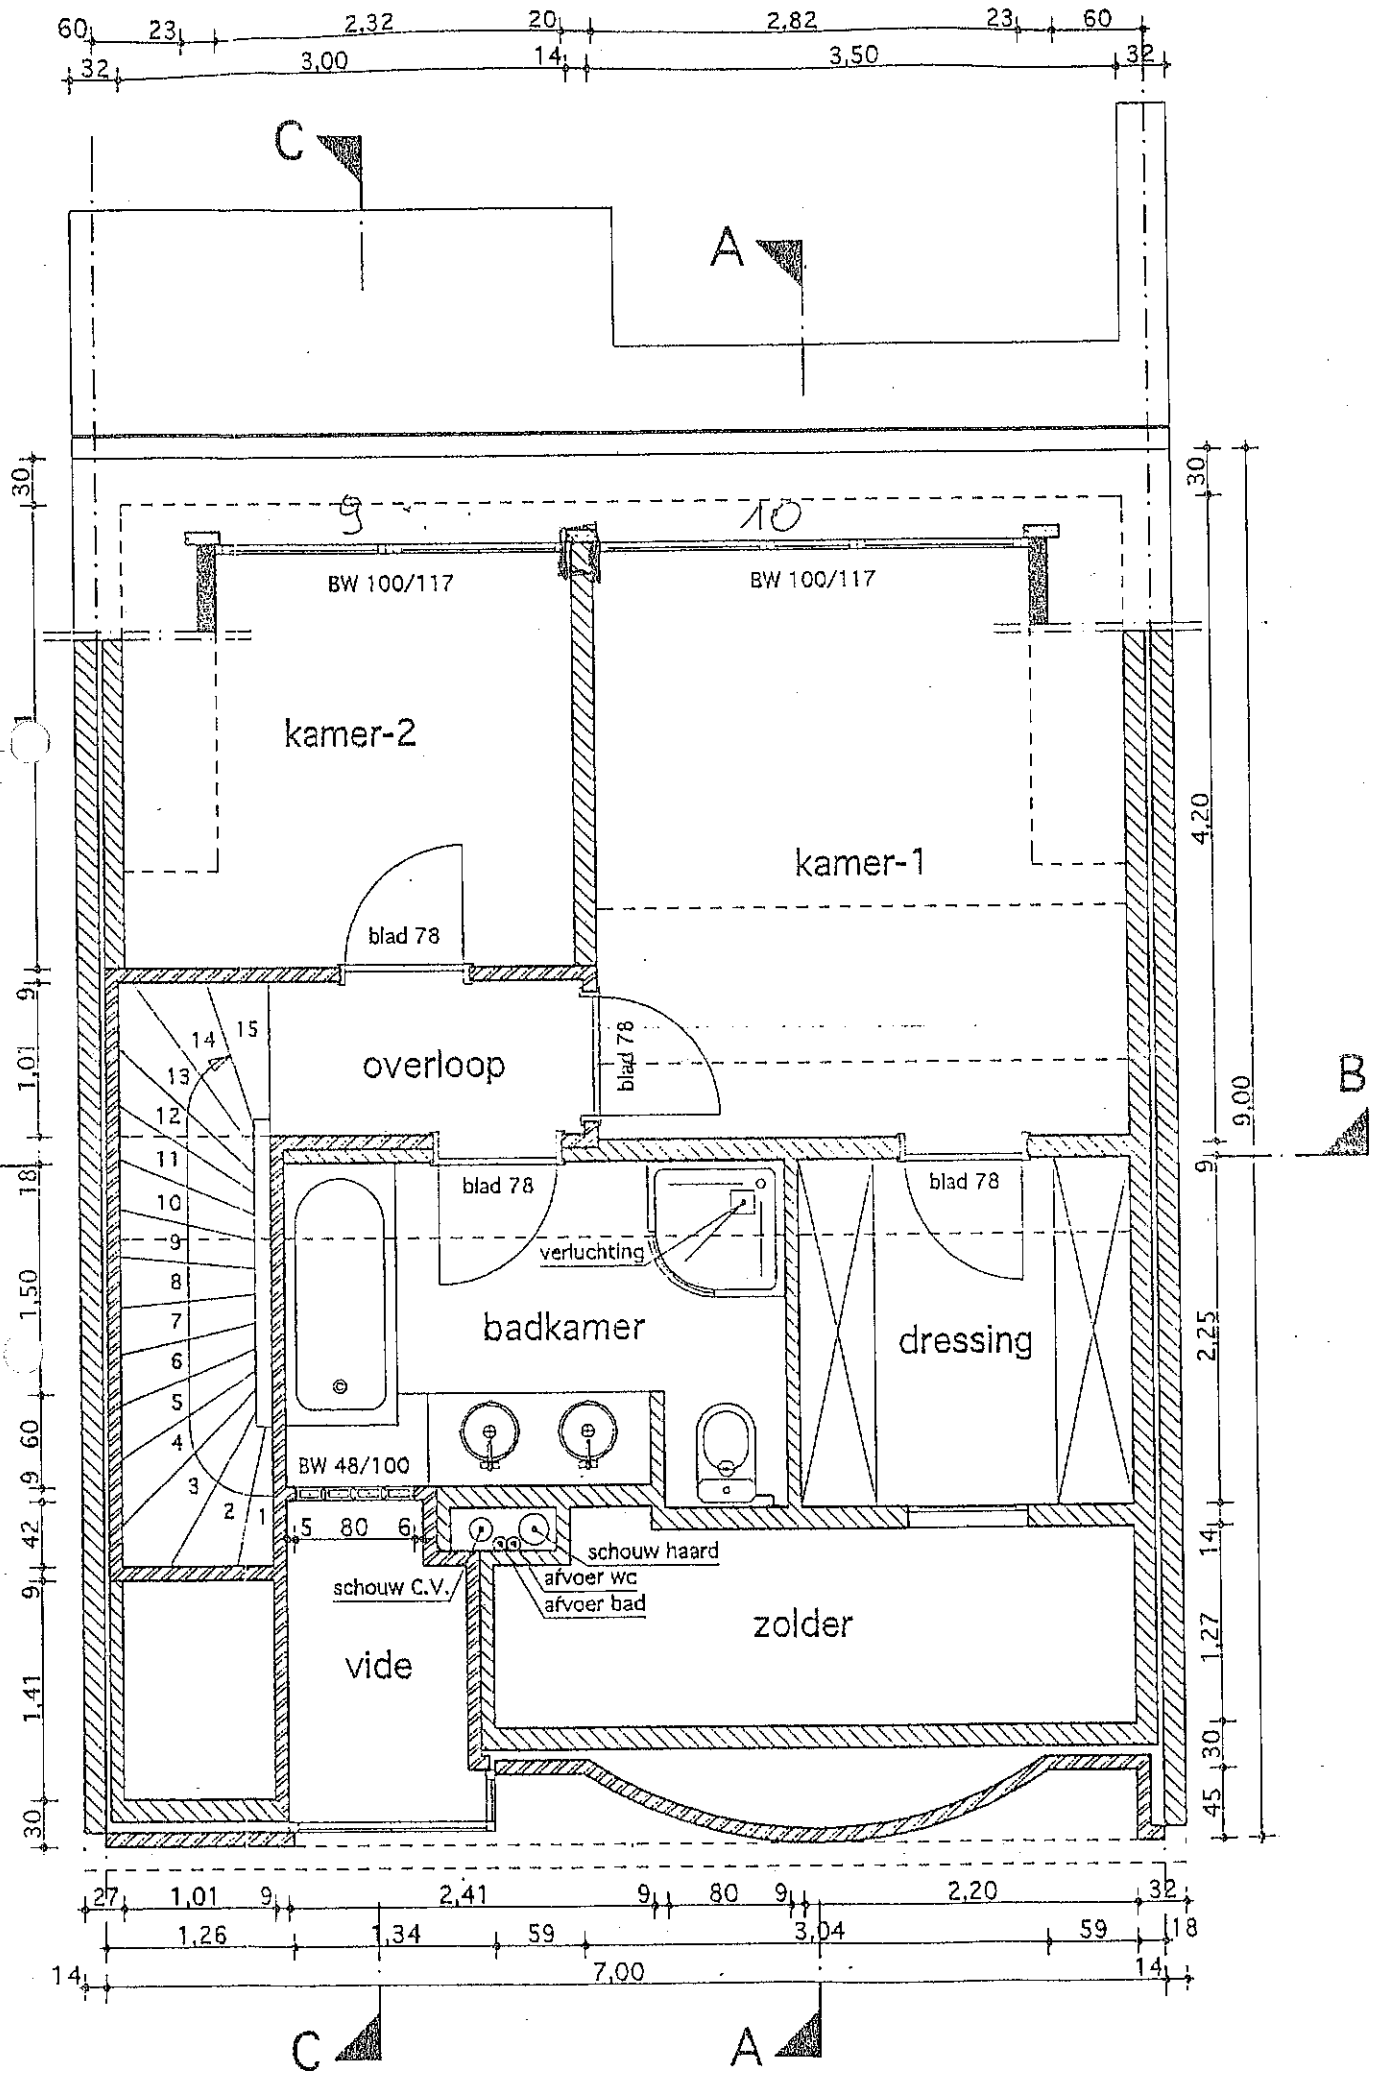 60 23 2,32 20 2,82 23 60
32 3,00 14 3,50 32
C
A
30
30
9 10
BW 100/117 BW 100/117
kamer-2
4,20
kamer-1
blad 78
9
15
14
1,01
overloop
blad 78
13
B
9,00
12
11
18
blad 78
blad 78
9
10
9
verluchting
8
1,50
7
badkamer
dressing
2,25
6
5
60
4
BW 48/100
3
9
2 1
42
5 80 6
14
schouw haard
schouw C.V.
afvoer wc
9
afvoer bad
zolder
1,27
vide
1,41
30
45
30
27 1,01 9 2,41 9 80 9 2,20 32
1,26 1,34 59 3,04 59 18
14 7,00 14
C
A